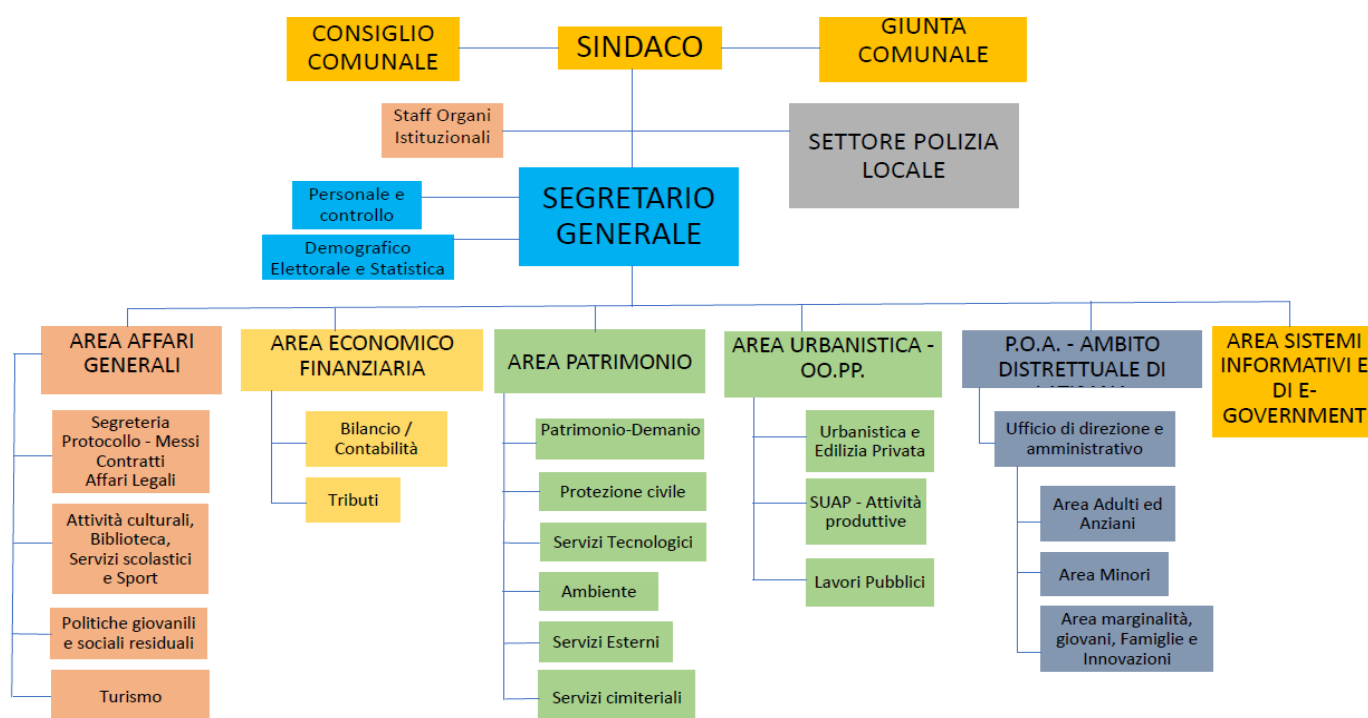 CONSIGLIO
COMUNALE
SINDACO
GIUNTA
COMUNALE
Staff Organi
Istituzionali
SETTORE POLIZIA
LOCALE
SEGRETARIO
GENERALE
Personale e
controllo
Demografico
Elettorale e Statistica
AREA AFFARI
GENERALI
Segreteria
Protocollo - Messi
Contratti
Affari Legali
Attività culturali,
Biblioteca,
Servizi scolastici
e Sport
Politiche giovanili
e sociali residuali
Turismo
AREA ECONOMICO
FINANZIARIA
Bilancio /
Contabilità
Tributi
AREA PATRIMONIO
Patrimonio-Demanio
Protezione civile
Servizi Tecnologici
Ambiente
Servizi Esterni
Servizi cimiteriali
AREA URBANISTICA -
OO.PP.
Urbanistica e
Edilizia Privata
SUAP - Attività
produttive
Lavori Pubblici
P.O.A. - AMBITO
DISTRETTUALE DI
Ufficio di direzione e
amministrativo
Area Adulti ed
Anziani
Area Minori
Area marginalità,
giovani, Famiglie e
Innovazioni
AREA SISTEMI
INFORMATIVI E
DI E-
GOVERNMENT